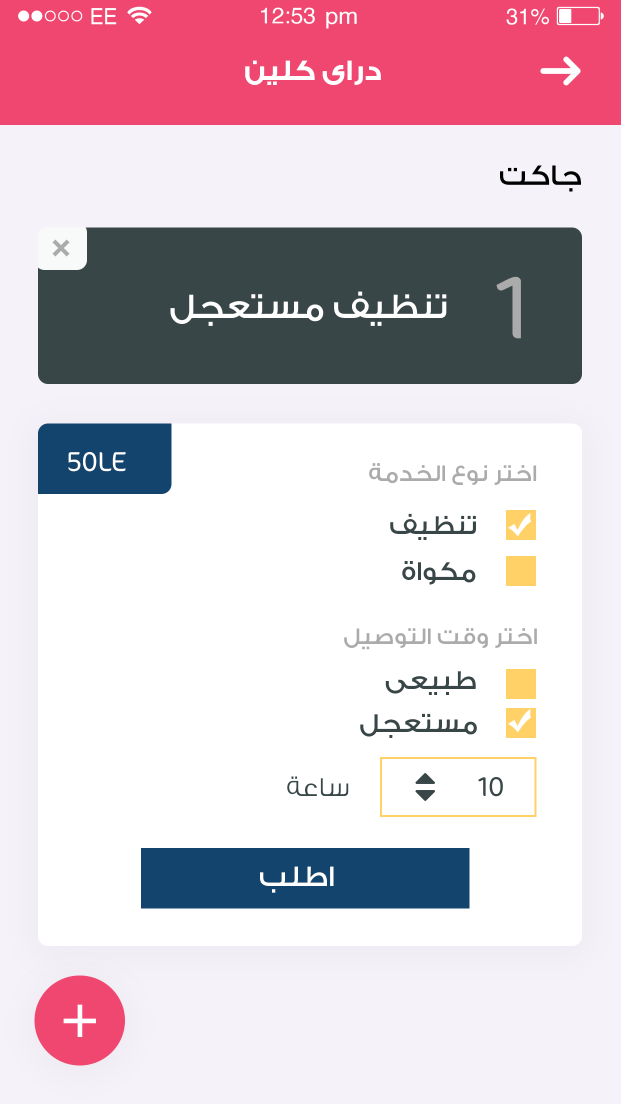 EE 12:53 pm 31%
دراى كلين
جاكت
1 تنظيف مستعجل
50LE
اختر نوع الخدمة
تنظيف
مكواة
اختر وقت التوصيل
طبيعى
مستعجل
10 ساعة
اطلب